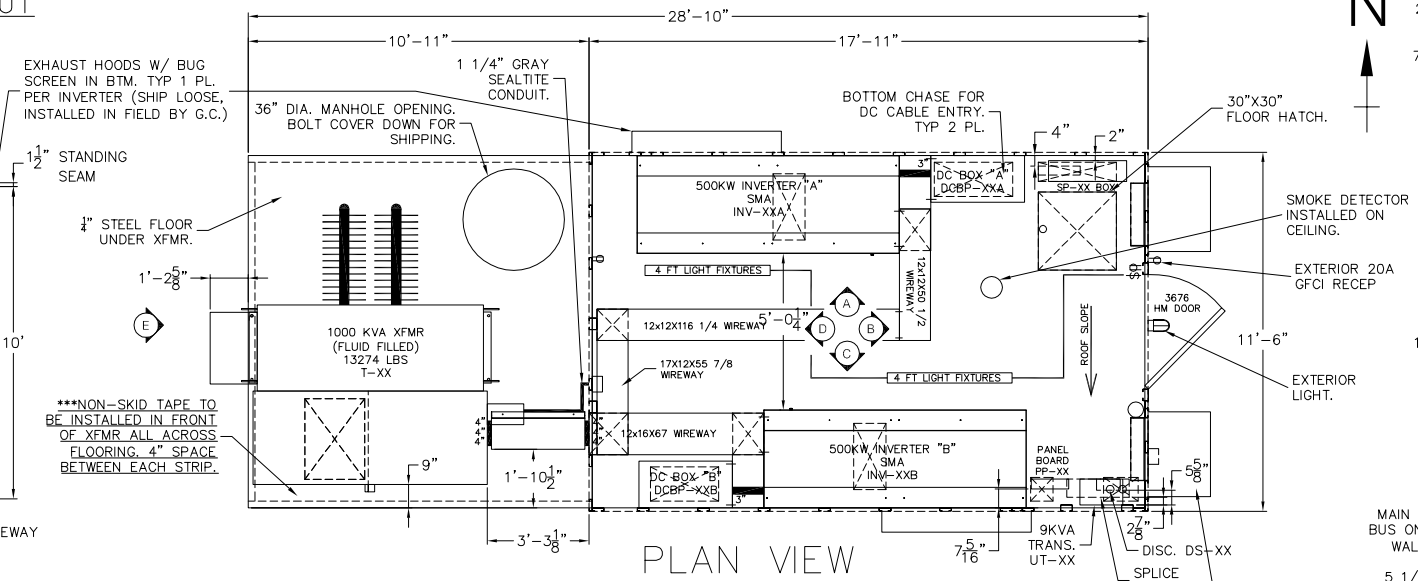 UT
28'-10"
N
10'-11"
17'-11"
EXHAUST HOODS W/ BUG
SCREEN IN BTM. TYP 1 PL.
PER INVERTER (SHIP LOOSE,
INSTALLED IN FIELD BY G.C.)
1 1/4" GRAY
SEALTITE
CONDUIT.
36" DIA. MANHOLE OPENING.
BOLT COVER DOWN FOR
SHIPPING.
BOTTOM CHASE FOR
DC CABLE ENTRY.
TYP 2 PL.
4"
2"
30"X30"
FLOOR HATCH.
1 1/2" STANDING
SEAM
1/4" STEEL FLOOR
UNDER XFMR.
1'-2 5/8"
E
10'
1000 KVA XFMR
(FLUID FILLED)
13274 LBS
T-XX
500KW INVERTER "A"
SMA
INV-XXA
3"
DC BOX "A"
DCBP-XXA
SP-XX BOX
SMOKE DETECTOR
INSTALLED ON
CEILING.
4 FT LIGHT FIXTURES
12x12X50 1/2
WIREWAY
EXTERIOR 20A
GFCI RECEP
3676
HM DOOR
12x12X116 1/4 WIREWAY
5'-0 1/4"
A
B
C
D
ROOF SLOPE
11'-6"
17X12X55 7/8
WIREWAY
4 FT LIGHT FIXTURES
EXTERIOR
LIGHT.
***NON-SKID TAPE TO
BE INSTALLED IN FRONT
OF XFMR ALL ACROSS
FLOORING. 4" SPACE
BETWEEN EACH STRIP.
4"
4"
4"
12x16X67 WIREWAY
500KW INVERTER "B"
SMA
INV-XXB
PANEL
BOARD
PP-XX
9"
1'-10 1/2"
DC BOX "B"
DCBP-XXB
3"
5 5/8"
3'-3 1/8"
7 5/16"
9KVA
TRANS.
UT-XX
2 7/8"
DISC. DS-XX
SPLICE
PLAN VIEW
EWAY
MAIN
BUS ON
WAL
5 1/